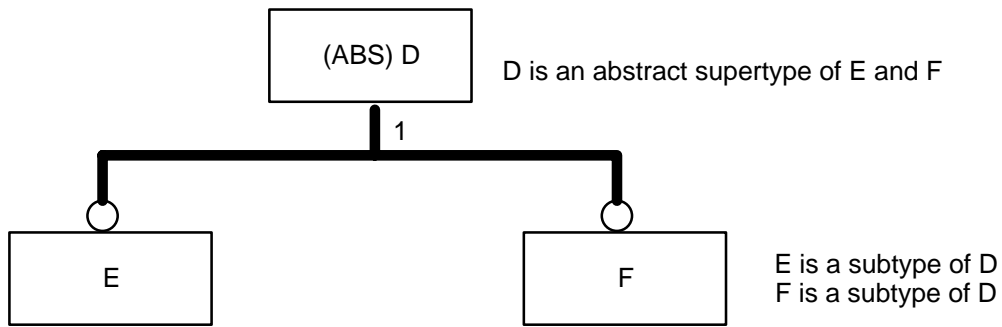 (ABS) D
D is an abstract supertype of E and F
1
E
F
E is a subtype of D
F is a subtype of D